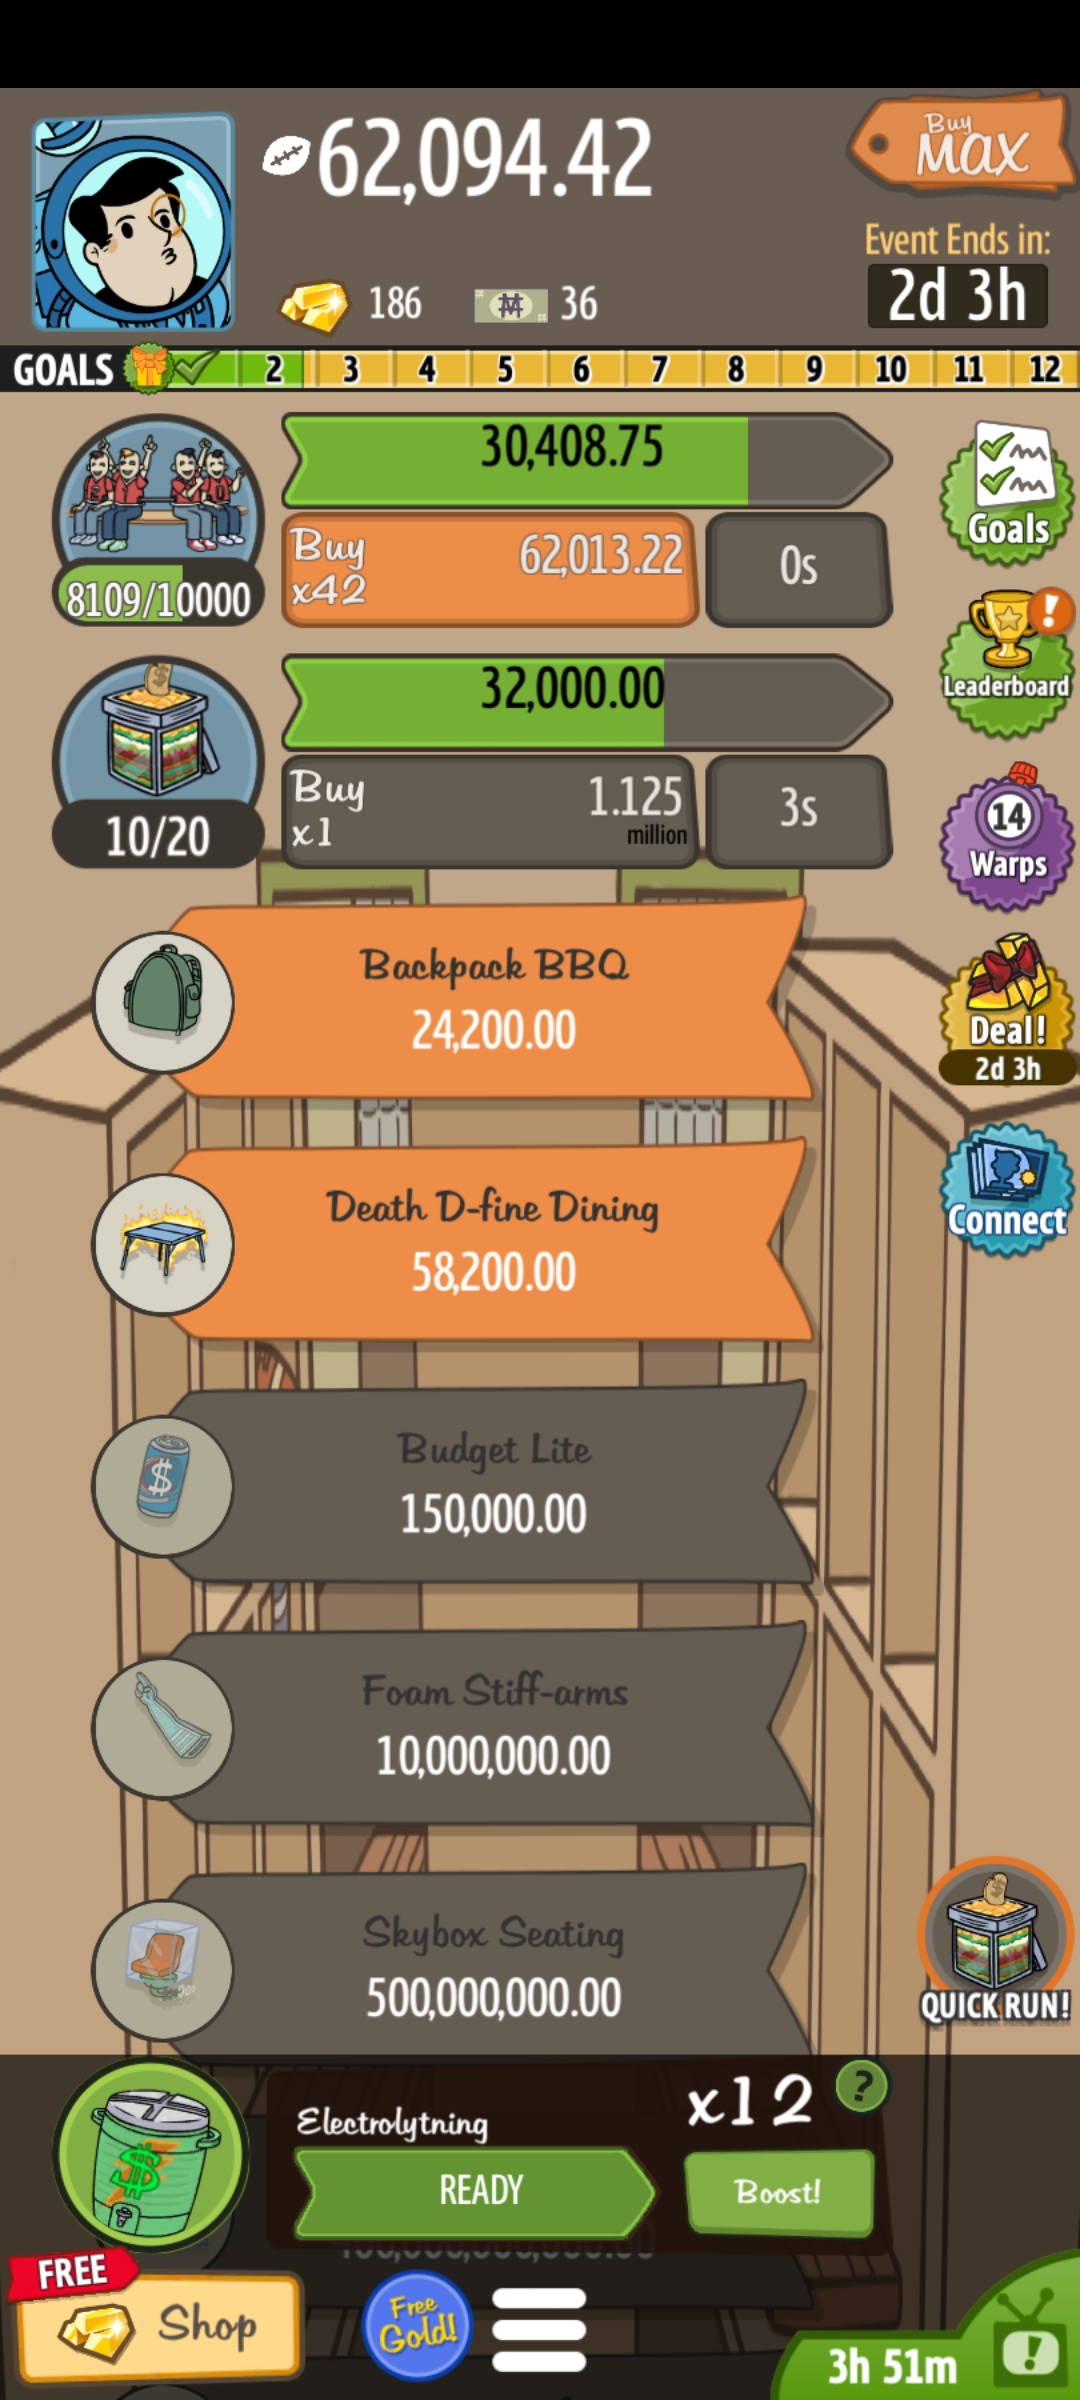 62,094.42
Buy
MAX
Event Ends in:
2d 3h
186
36
GOALS 2 3 4 5 6 7 8 9 10 11 12
30,408.75
Buy
x42
62,013.22
0s
8109/10000
Goals
32,000.00
Leaderboard
Buy
x1
1.125
million
3s
10/20
14
Warps
Backpack BBQ
24,200.00
Deal!
2d 3h
Death D-fine Dining
58,200.00
Connect
Budget Lite
150,000.00
Foam Stiff-arms
10,000,000.00
Skybox Seating
500,000,000.00
QUICK RUN!
Electrolytning
x12
?
READY
Boost!
FREE
Shop
Free
Gold!
3h 51m